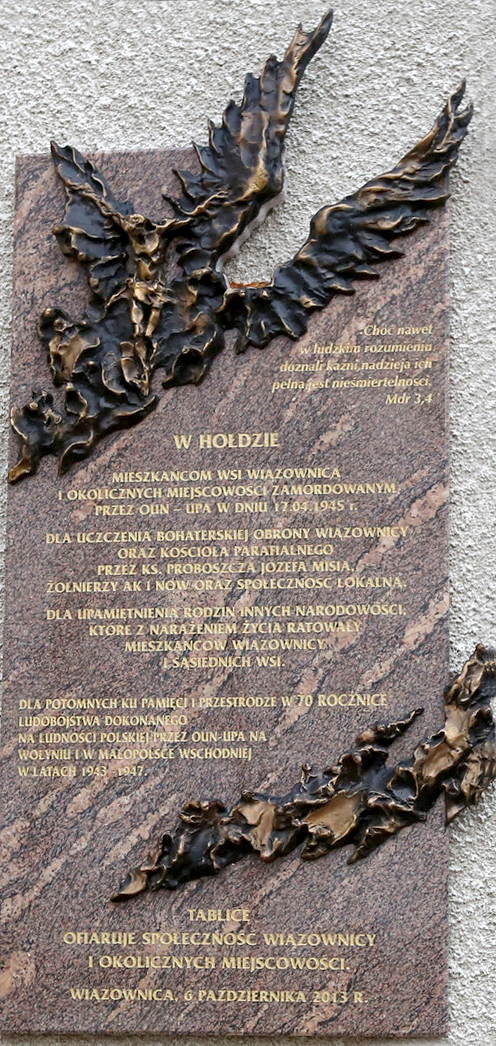 „Choć nawet
w ludzkim rozumieniu
doznali kaźni, nadzieja ich
pełna jest nieśmiertelności."
Mdr 3,4
W HOŁDZIE
MIESZKAŃCOM WSI WIĄZOWNICA
I OKOLICZNYCH MIEJSCOWOŚCI ZAMORDOWANYM,
PRZEZ OUN – UPA W DNIU 17.04.1945 r.
DLA UCZCZENIA BOHATERSKIEJ OBRONY WIĄZOWNICY
ORAZ KOŚCIOŁA PARAFIALNEGO
PRZEZ KS. PROBOSZCZA JÓZEFA MISIA,
ŻOŁNIERZY AK I NOW ORAZ SPOŁECZNOŚĆ LOKALNĄ.
DLA UPAMIĘTNIENIA RODZIN INNYCH NARODOWOŚCI,
KTÓRE Z NARAŻENIEM ŻYCIA RATOWAŁY
MIESZKAŃCÓW WIĄZOWNICY
I SĄSIEDNICH WSI.
DLA POTOMNYCH KU PAMIĘCI I PRZESTRODZE W 70 ROCZNICĘ
LUDOBÓJSTWA DOKONANEGO
NA LUDNOŚCI POLSKIEJ PRZEZ OUN-UPA NA
WOŁYNIU I W MAŁOPOLSCE WSCHODNIEJ
W LATACH 1943 - 1947.
TABLICĘ
OFIARUJE SPOŁECZNOŚĆ WIĄZOWNICY
I OKOLICZNYCH MIEJSCOWOŚCI.
WIĄZOWNICA, 6 PAŹDZIERNIKA 2013 R.